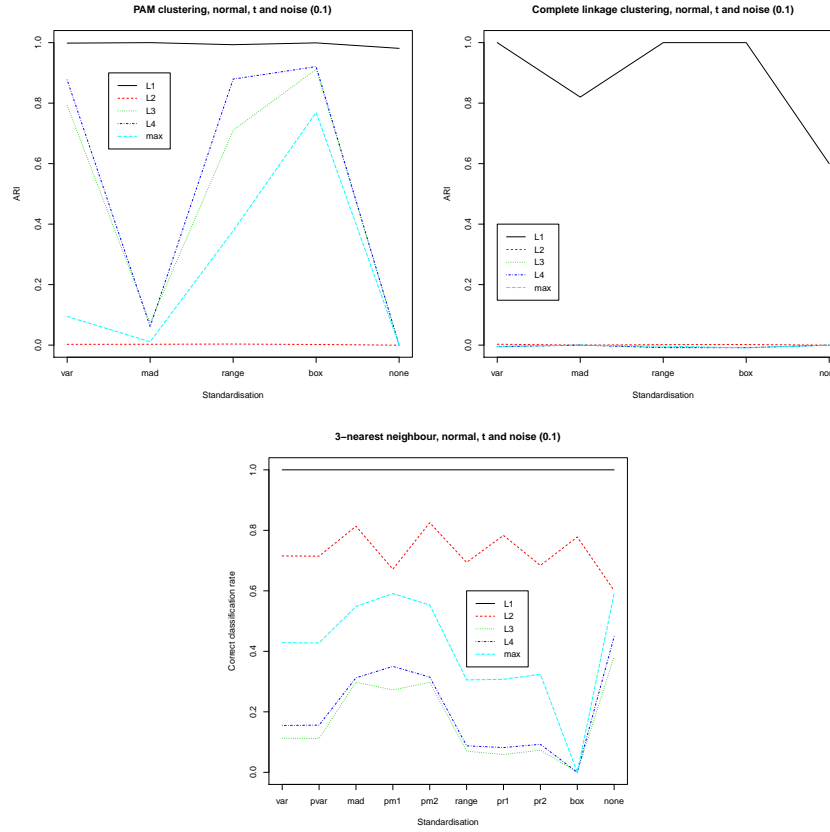 PAM clustering, normal, t and noise (0.1)
1.0
0.8
0.6
0.4
0.2
0.0
ARI
L1
L2
L3
L4
max
var mad range box none
Standardisation
Complete linkage clustering, normal, t and noise (0.1)
1.0
0.8
0.6
0.4
0.2
0.0
ARI
L1
L2
L3
L4
max
var mad range box non
Standardisation
3−nearest neighbour, normal, t and noise (0.1)
1.0
0.8
0.6
0.4
0.2
0.0
Correct classification rate
L1
L2
L3
L4
max
var pvar mad pm1 pm2 range pr1 pr2 box none
Standardisation